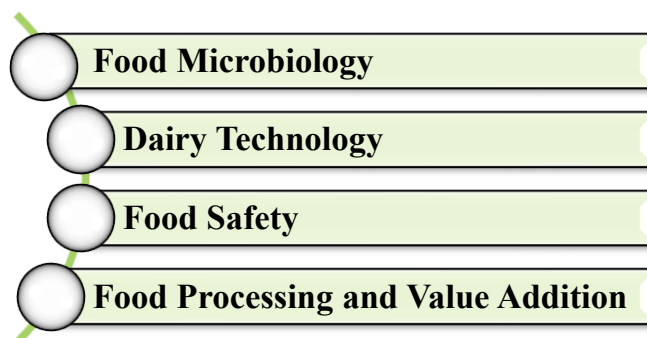 Food Microbiology
Dairy Technology
Food Safety
Food Processing and Value Addition